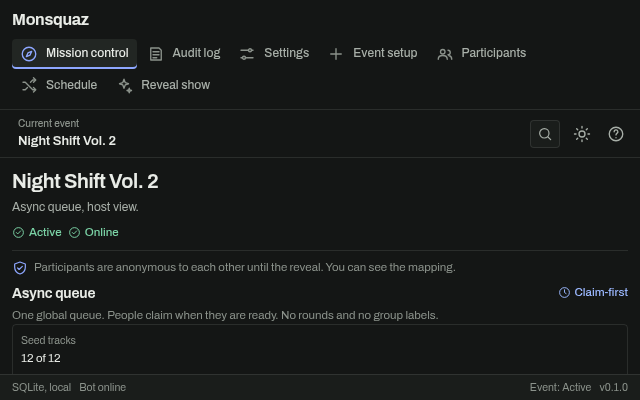 Monsquaz
Mission control
Audit log
Settings
Event setup
Participants
Schedule
Reveal show
Current event
Night Shift Vol. 2
Night Shift Vol. 2
Async queue, host view.
Active
Online
Participants are anonymous to each other until the reveal. You can see the mapping.
Async queue
Claim-first
One global queue. People claim when they are ready. No rounds and no group labels.
Seed tracks
12 of 12
SQLite, local
Bot online
Event: Active
v0.1.0